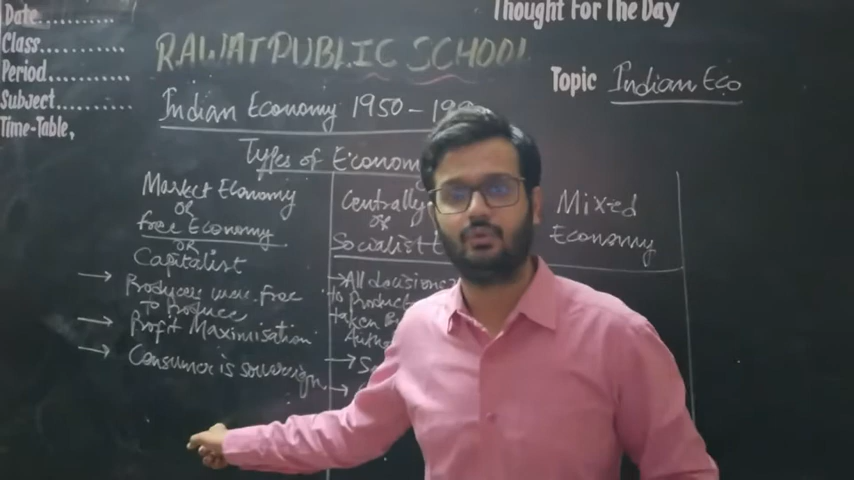 Date...........
Class............
Period............
Subject...........
Time-Table,
Thought For The Day
RAWAT PUBLIC SCHOOL
Topic Indian Eco
Indian Economy 1950 – 19
Types of Econom
Market Economy
or
free Economy
or
Capitalist
→ Producers were free
to Produce
→ Profit Maximisation
→ Consumer is sovereign
Centrally
or
Socialist E
→ All decisions
to Product
taken B
Autho
→ S
→
Mixed
Economy